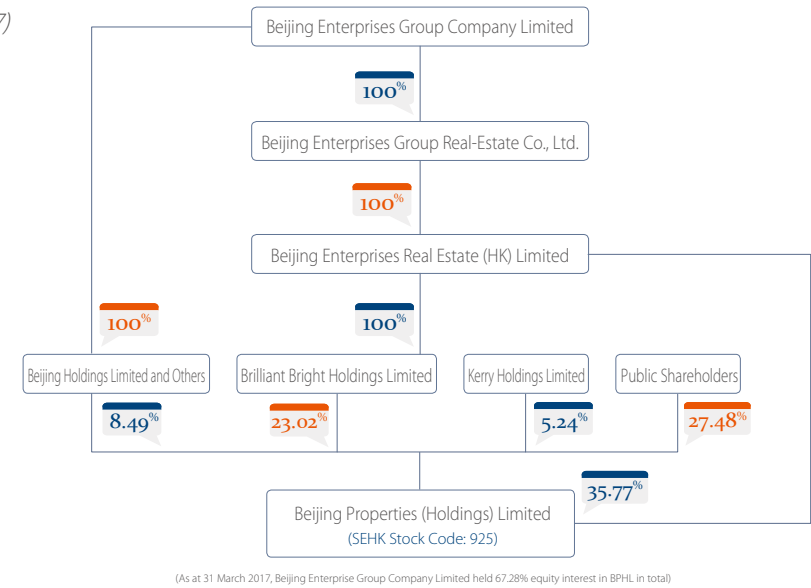 7)
Beijing Enterprises Group Company Limited
100%
Beijing Enterprises Group Real-Estate Co., Ltd.
100%
Beijing Enterprises Real Estate (HK) Limited
100%
100%
Beijing Holdings Limited and Others
Brilliant Bright Holdings Limited
Kerry Holdings Limited
Public Shareholders
8.49%
23.02%
5.24%
27.48%
35.77%
Beijing Properties (Holdings) Limited
(SEHK Stock Code: 925)
(As at 31 March 2017, Beijing Enterprise Group Company Limited held 67.28% equity interest in BPHL in total)